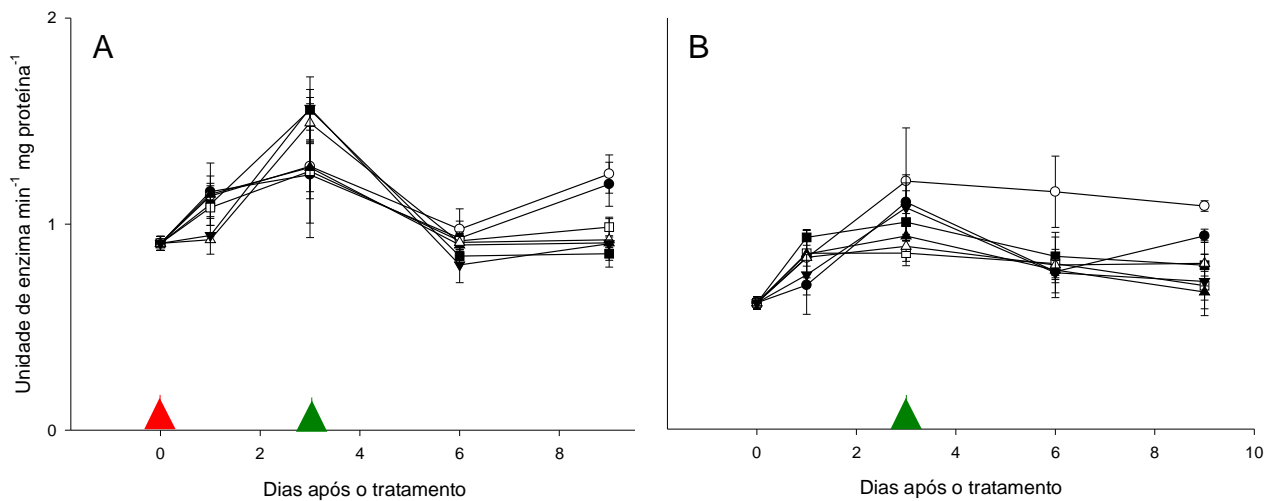 A
B
Unidade de enzima min-1 mg proteína-1
2
1
0
0 2 4 6 8
0 2 4 6 8 10
Dias após o tratamento
Dias após o tratamento